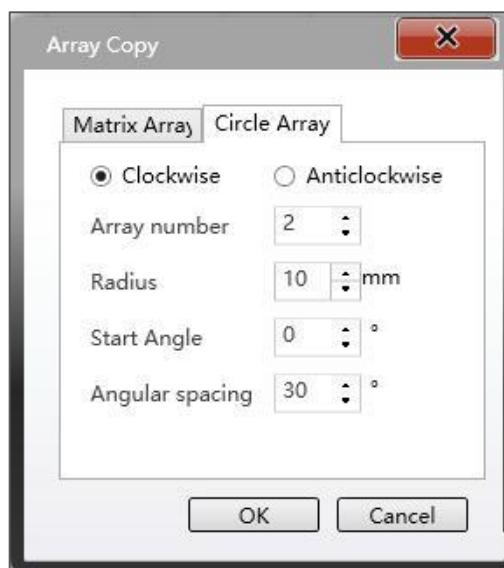 Array Copy
Matrix Array Circle Array
Clockwise Anticlockwise
Array number 2
Radius 10 mm
Start Angle 0 °
Angular spacing 30 °
OK Cancel